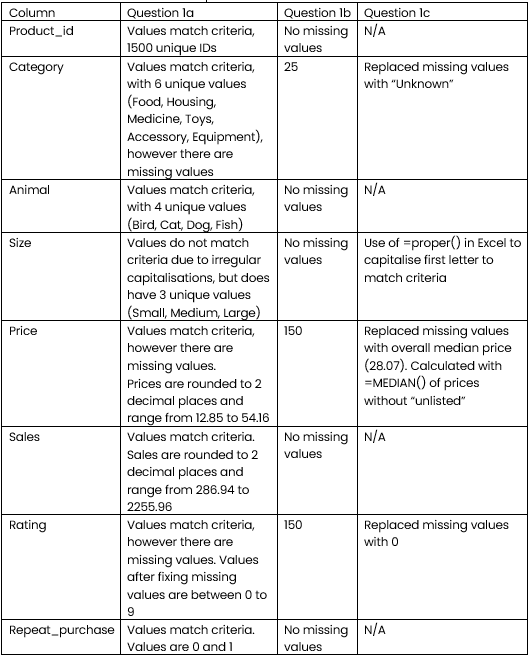 Column Question 1a Question 1b Question 1c
Product_id Values match criteria, No missing N/A
1500 unique IDs values
Category Values match criteria, 25 Replaced missing values
with 6 unique values with “Unknown”
(Food, Housing,
Medicine, Toys,
Accessory, Equipment),
however there are
missing values
Animal Values match criteria, No missing N/A
with 4 unique values values
(Bird, Cat, Dog, Fish)
Size Values do not match No missing Use of =proper() in Excel to
criteria due to irregular values capitalise first letter to
capitalisations, but does match criteria
have 3 unique values
(Small, Medium, Large)
Price Values match criteria, 150 Replaced missing values
however there are with overall median price
missing values. (28.07). Calculated with
Prices are rounded to 2 =MEDIAN() of prices
decimal places and without “unlisted”
range from 12.85 to 54.16
Sales Values match criteria. No missing N/A
Sales are rounded to 2 values
decimal places and
range from 286.94 to
2255.96
Rating Values match criteria, 150 Replaced missing values
however there are with 0
missing values. Values
after fixing missing
values are between 0 to
9
Repeat_purchase Values match criteria. No missing N/A
Values are 0 and 1 values